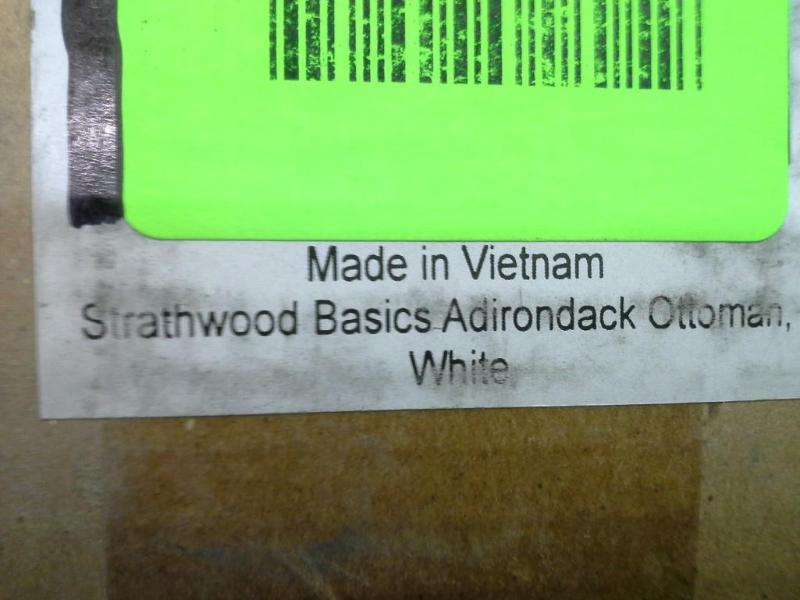 Made in Vietnam
Strathwood Basics Adirondack Ottoman,
White